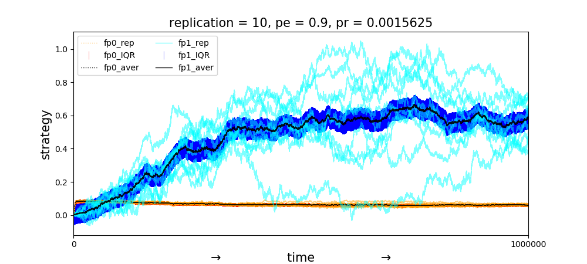 replication = 10, pe = 0.9, pr = 0.0015625
fp0_rep fp1_rep
fp0_IQR fp1_IQR
fp0_aver fp1_aver
1.0
0.8
0.6
0.4
0.2
0.0
strategy
0 1000000
→ time →